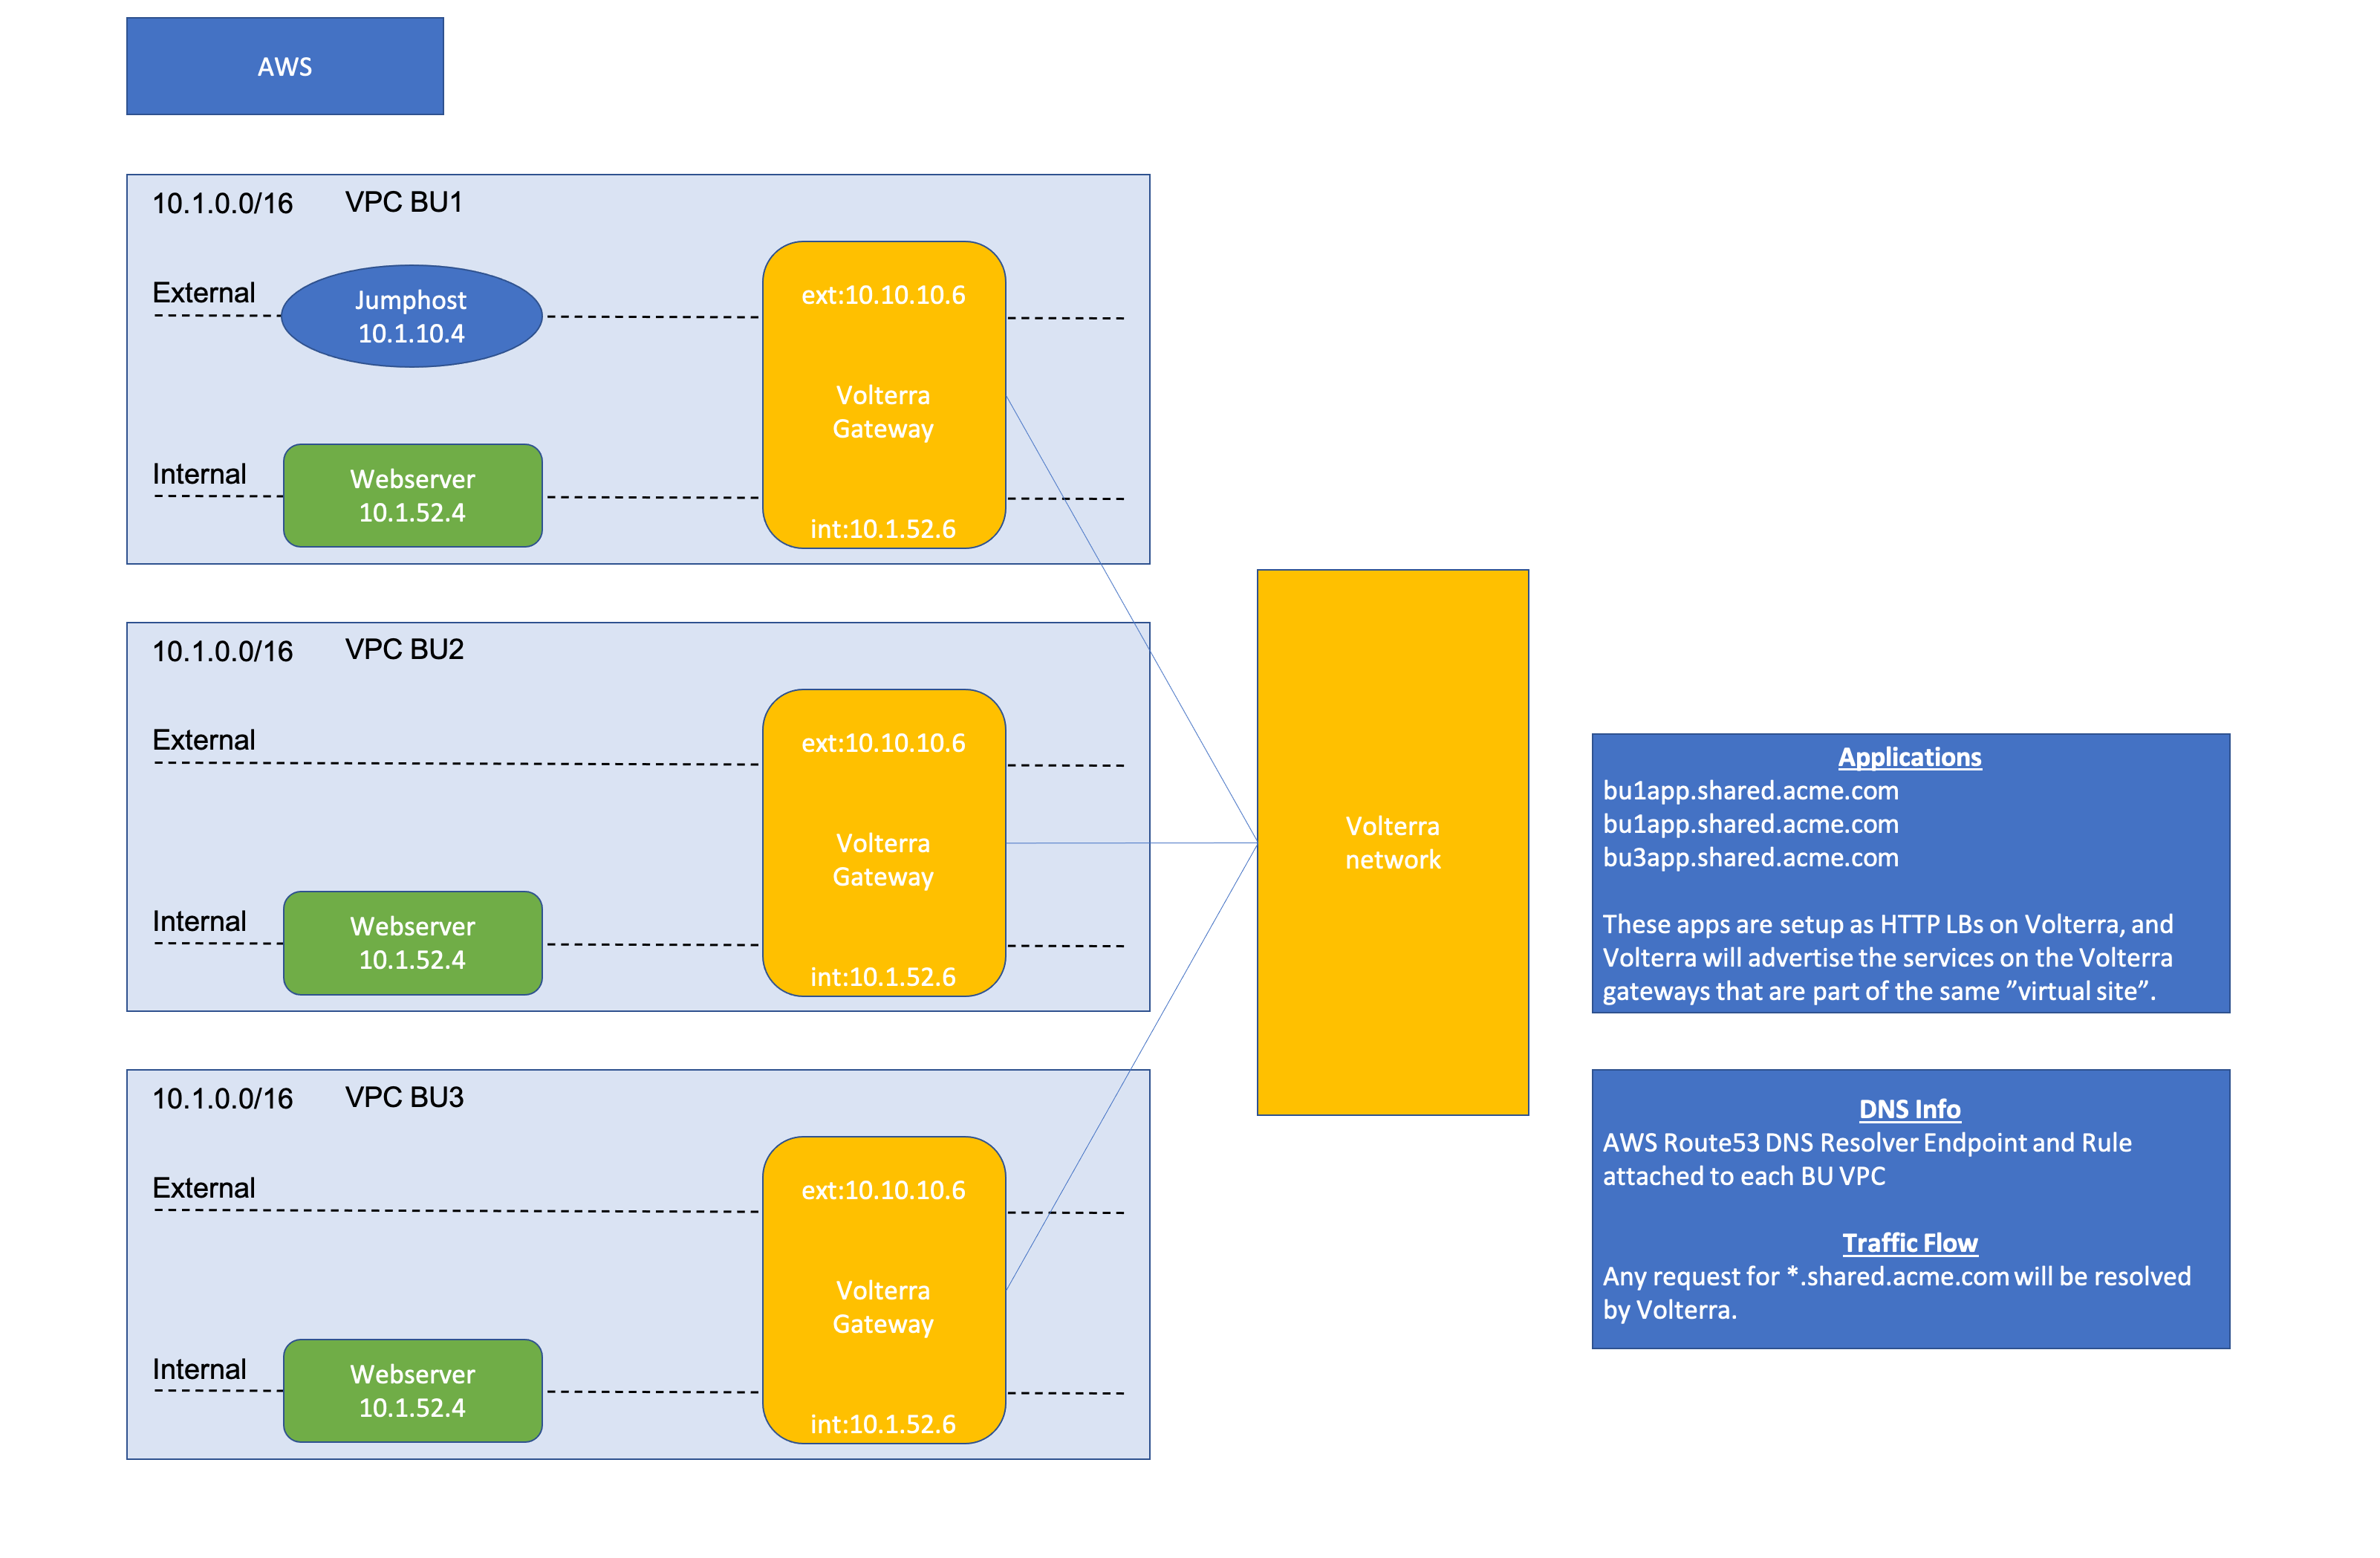 AWS
10.1.0.0/16 VPC BU1
External
Jumphost
10.1.10.4
ext:10.10.10.6
Volterra
Gateway
Internal
Webserver
10.1.52.4
int:10.1.52.6
10.1.0.0/16 VPC BU2
External
ext:10.10.10.6
Volterra
Gateway
Internal
Webserver
10.1.52.4
int:10.1.52.6
10.1.0.0/16 VPC BU3
External
ext:10.10.10.6
Volterra
Gateway
Internal
Webserver
10.1.52.4
int:10.1.52.6
Volterra
network
Applications
bu1app.shared.acme.com
bu1app.shared.acme.com
bu3app.shared.acme.com
These apps are setup as HTTP LBs on Volterra, and
Volterra will advertise the services on the Volterra
gateways that are part of the same ”virtual site”.
DNS Info
AWS Route53 DNS Resolver Endpoint and Rule
attached to each BU VPC
Traffic Flow
Any request for *.shared.acme.com will be resolved
by Volterra.